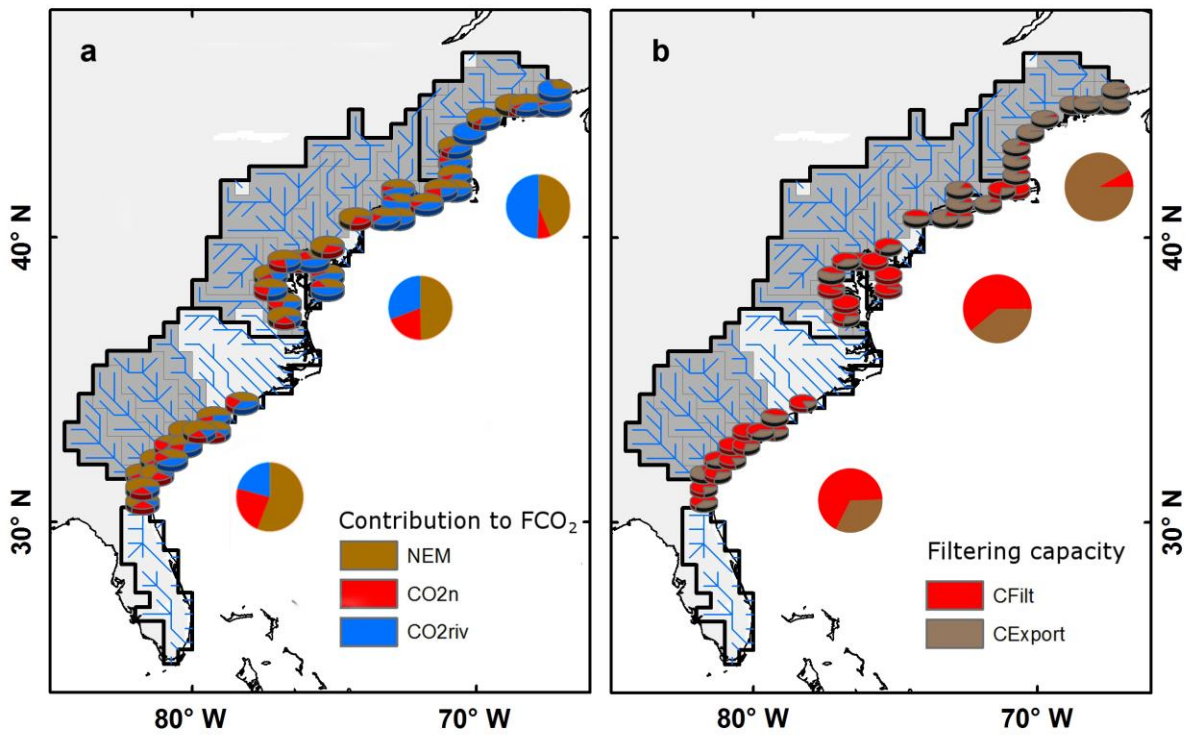 a
b
40° N
40° N
30° N
30° N
Contribution to FCO₂
NEM
CO2n
CO2riv
Filtering capacity
CFilt
CExport
80° W
70° W
80° W
70° W